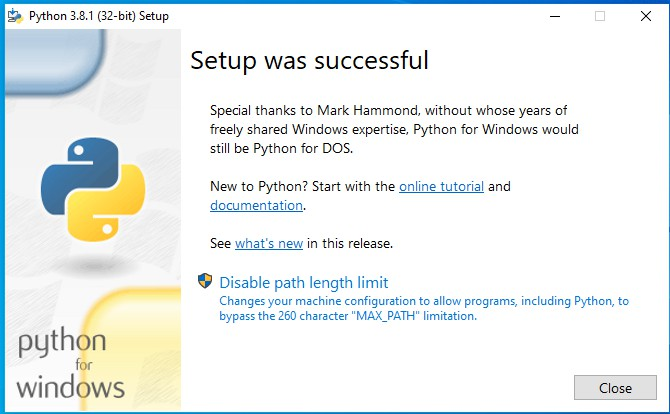 Python 3.8.1 (32-bit) Setup
Setup was successful
Special thanks to Mark Hammond, without whose years of
freely shared Windows expertise, Python for Windows would
still be Python for DOS.
New to Python? Start with the online tutorial and
documentation.
See what's new in this release.
Disable path length limit
Changes your machine configuration to allow programs, including Python, to
bypass the 260 character "MAX_PATH" limitation.
python
for
windows
Close